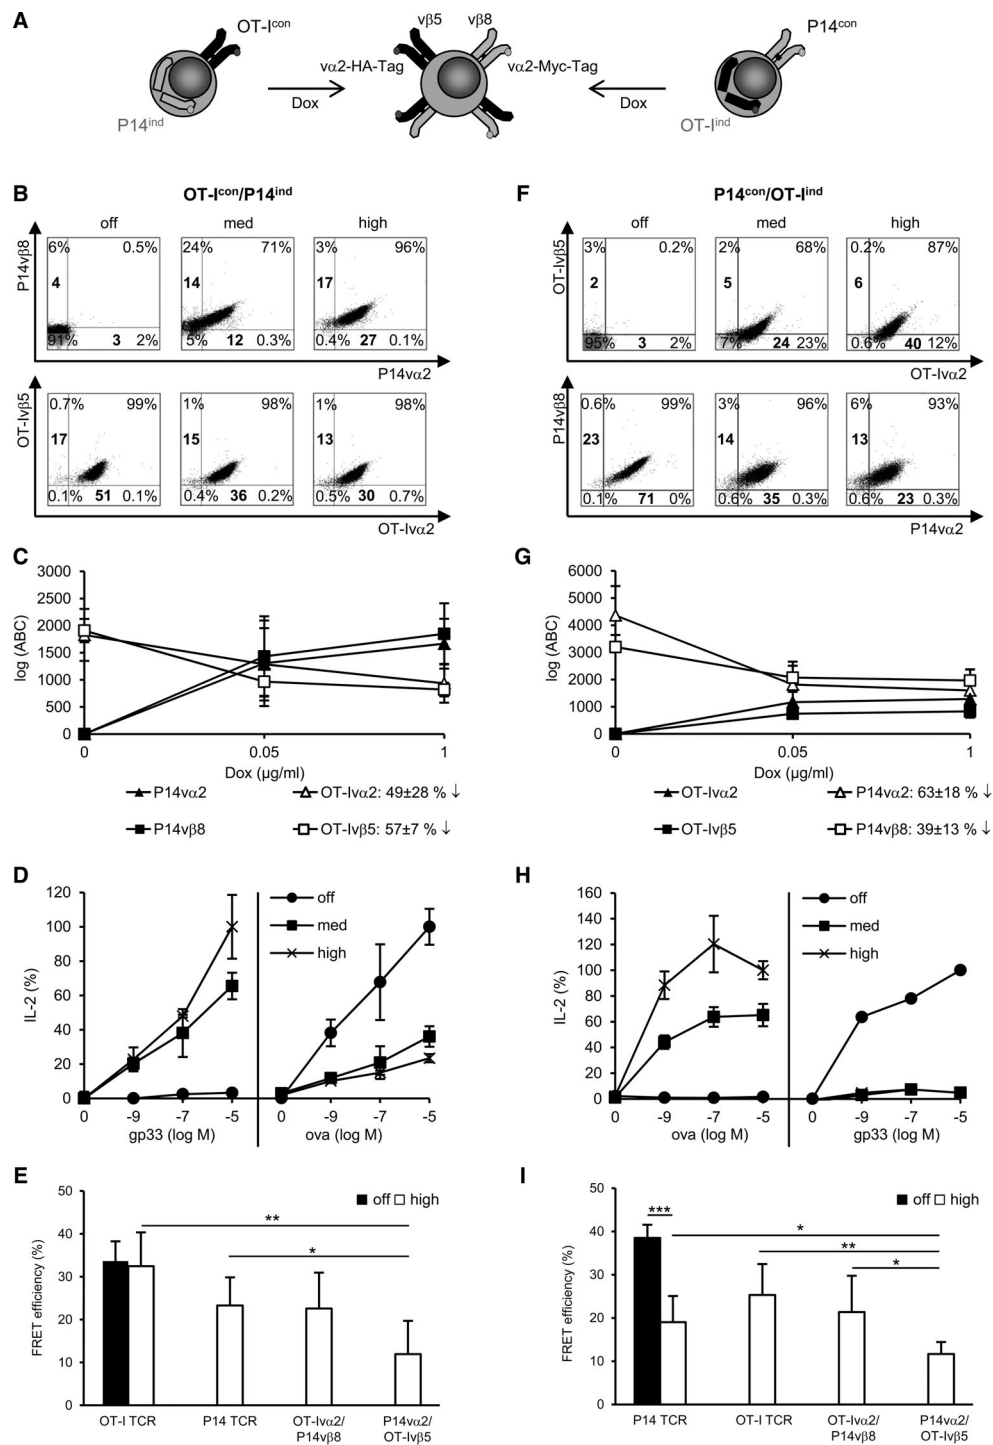 A
OT-Icon
vβ5
vβ8
P14con
vα2-HA-Tag
vα2-Myc-Tag
Dox
Dox
P14ind
OT-Iind
B
OT-Icon/P14ind
off
med
high
P14vβ8
6%
0.5%
4
91%
3
2%
24%
71%
14
5%
12
0.3%
3%
96%
17
0.4%
27
0.1%
P14vα2
OT-Ivβ5
0.7%
99%
17
0.1%
51
0.1%
1%
98%
15
0.4%
36
0.2%
1%
98%
13
0.5%
30
0.7%
OT-Ivα2
F
P14con/OT-Iind
off
med
high
OT-Ivβ5
3%
0.2%
2
95%
3
2%
2%
68%
5
7%
24
23%
0.2%
87%
6
0.6%
40
12%
OT-Ivα2
P14vβ8
0.6%
99%
23
0.1%
71
0%
3%
96%
14
0.6%
35
0.3%
6%
93%
13
0.6%
23
0.3%
P14vα2
C
log (ABC)
3000
2500
2000
1500
1000
500
0
0
0.05
1
Dox (µg/ml)
P14vα2
OT-Ivα2: 49±28 % ↓
P14vβ8
OT-Ivβ5: 57±7 % ↓
G
log (ABC)
6000
5000
4000
3000
2000
1000
0
0
0.05
1
Dox (µg/ml)
OT-Ivα2
P14vα2: 63±18 % ↓
OT-Ivβ5
P14vβ8: 39±13 % ↓
D
IL-2 (%)
120
100
80
60
40
20
0
off
med
high
0
-9
-7
-5
gp33 (log M)
0
-9
-7
-5
ova (log M)
H
IL-2 (%)
160
140
120
100
80
60
40
20
0
off
med
high
0
-9
-7
-5
ova (log M)
0
-9
-7
-5
gp33 (log M)
E
FRET efficiency (%)
50
40
30
20
10
0
off
high
**
*
OT-I TCR
P14 TCR
OT-Ivα2/
P14vβ8
P14vα2/
OT-Ivβ5
I
FRET efficiency (%)
50
40
30
20
10
0
off
high
***
*
**
*
P14 TCR
OT-I TCR
OT-Ivα2/
P14vβ8
P14vα2/
OT-Ivβ5